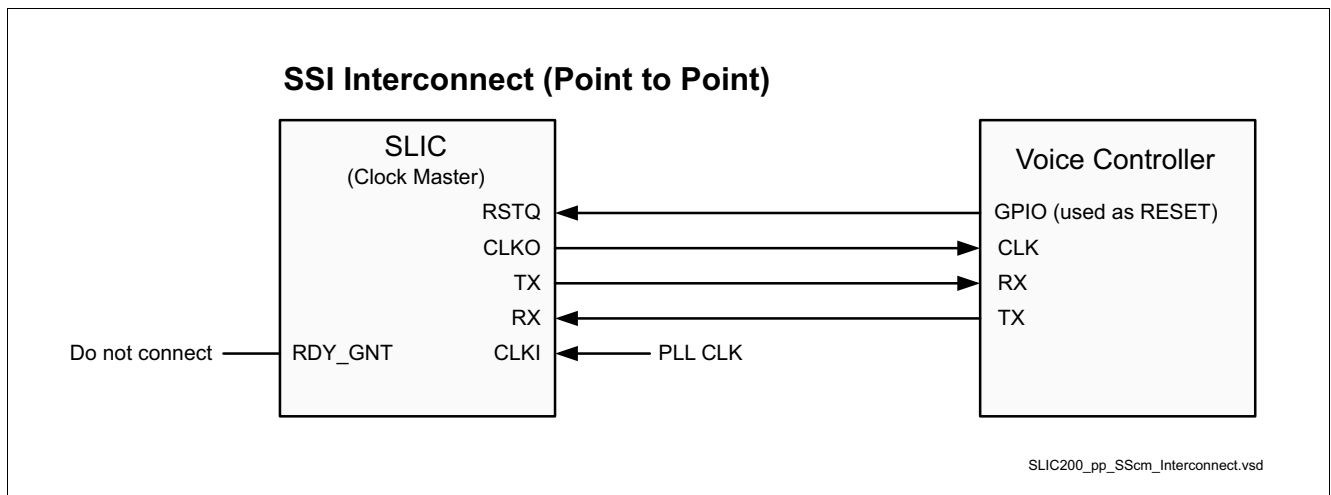 SSI Interconnect (Point to Point)
SLIC
(Clock Master)
Voice Controller
RSTQ
GPIO (used as RESET)
CLKO
CLK
TX
RX
RX
TX
Do not connect
RDY_GNT
CLKI
PLL CLK
SLIC200_pp_SScm_Interconnect.vsd